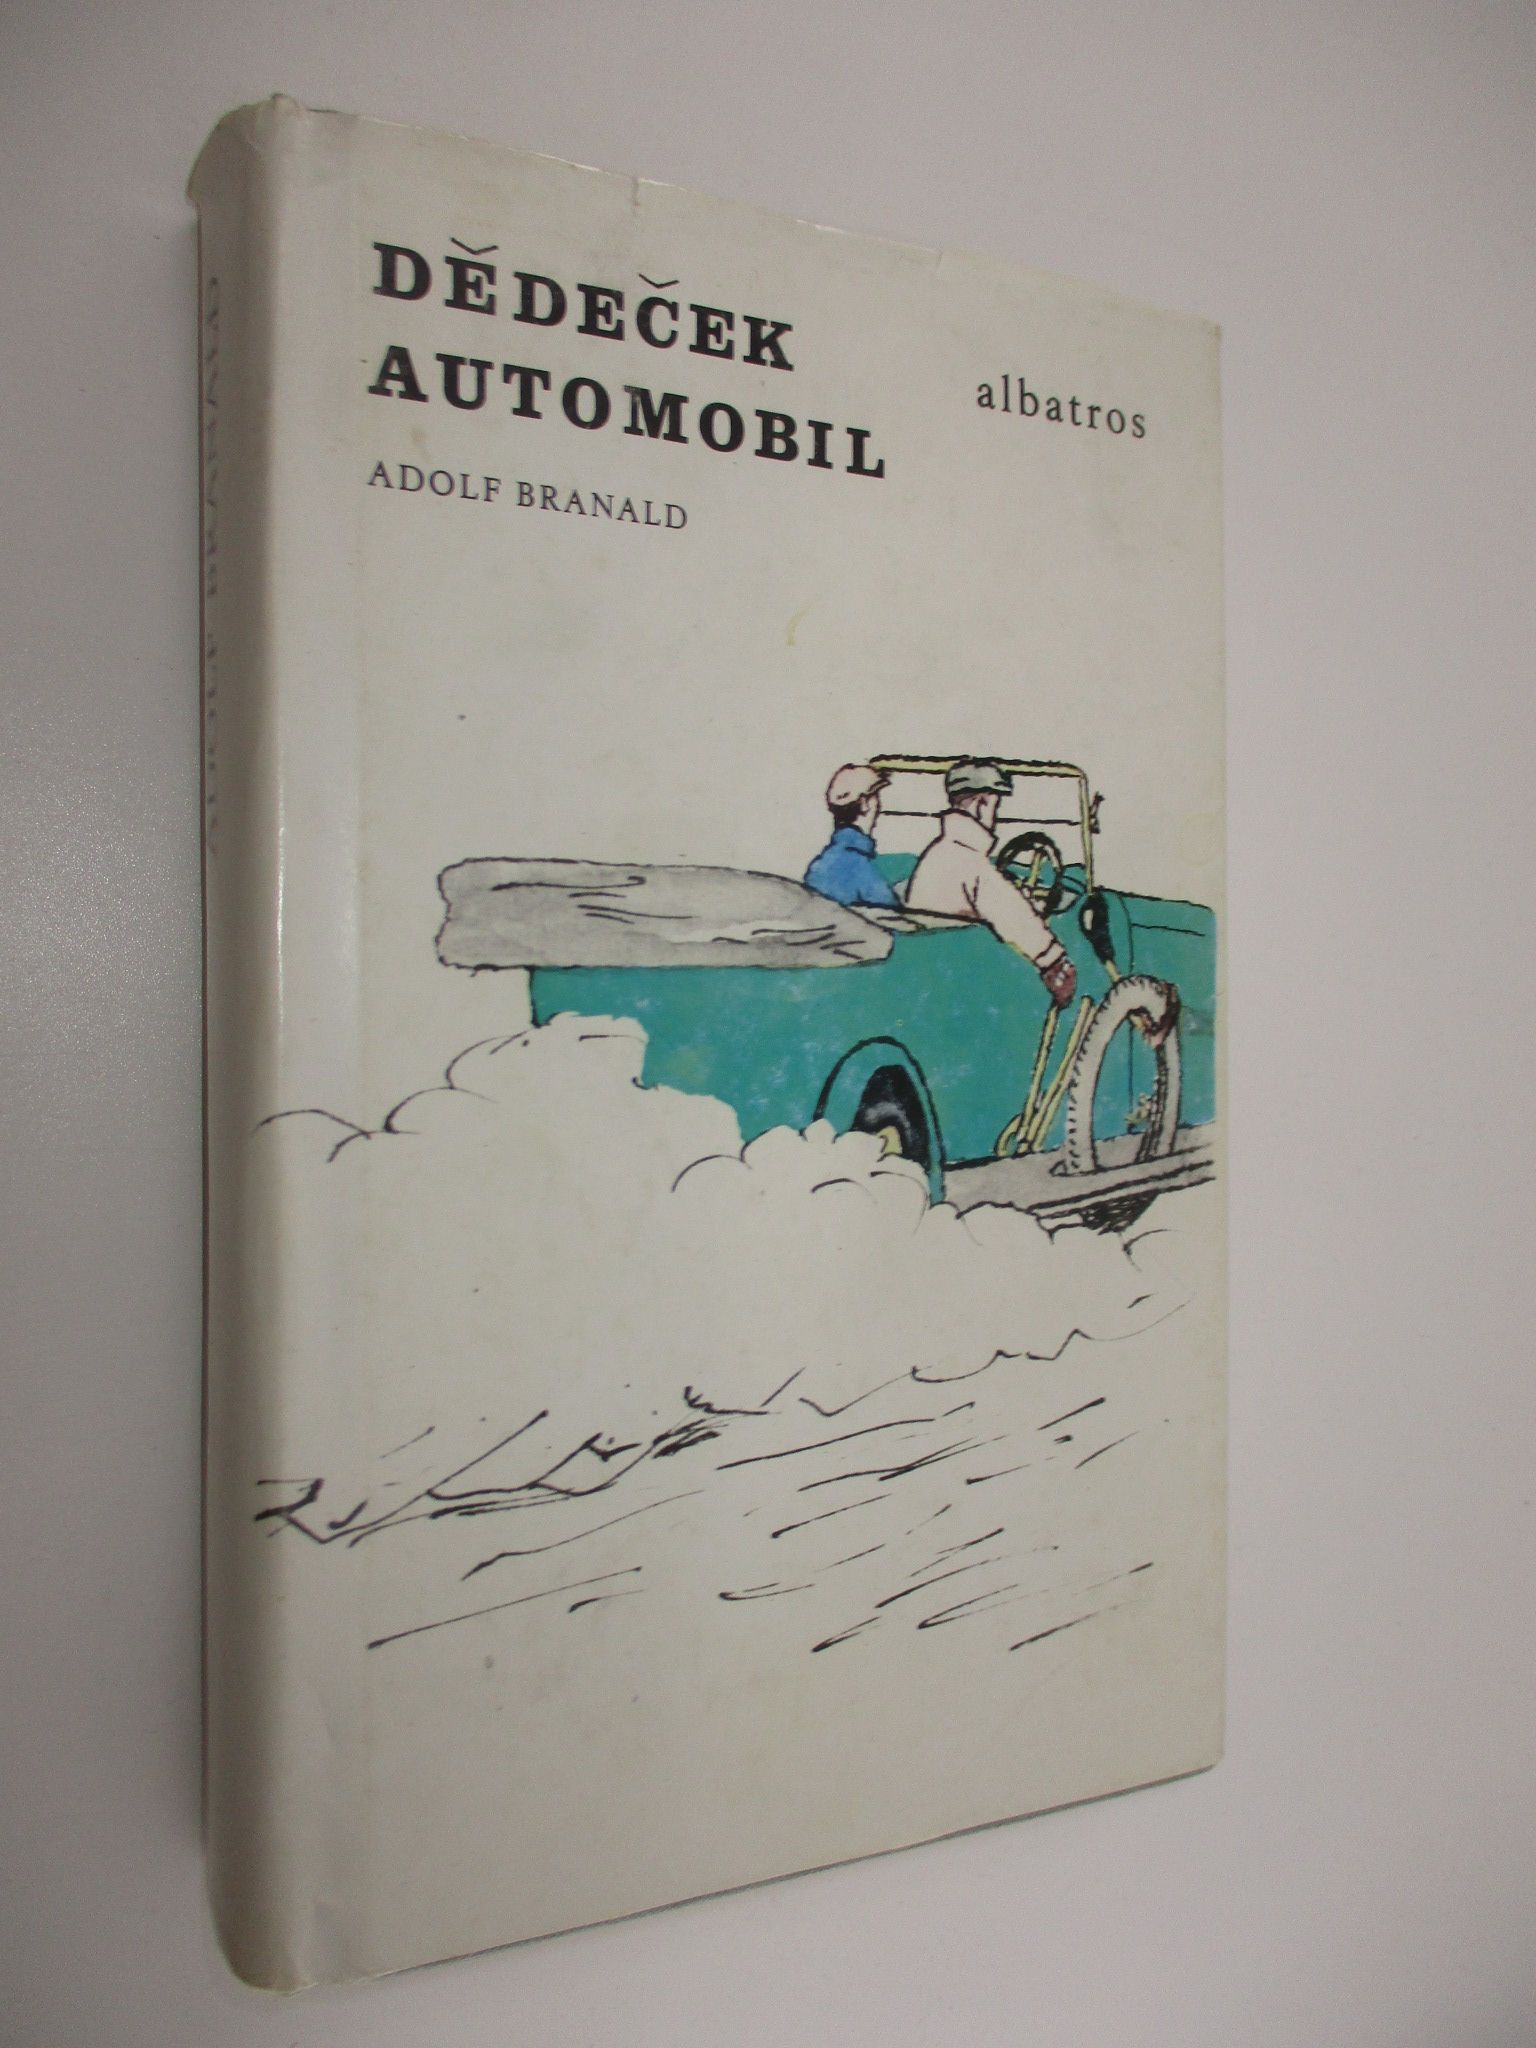 DĚDEČEK
AUTOMOBIL
albatros
ADOLF BRANALD